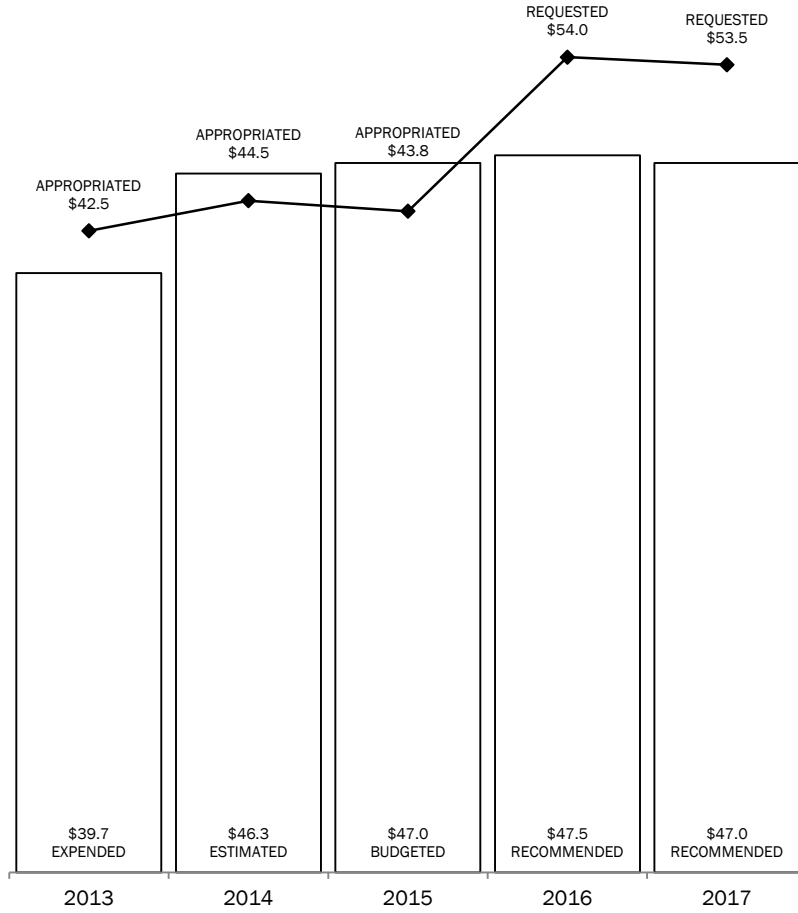 REQUESTED
$54.0
REQUESTED
$53.5
APPROPRIATED
$44.5
APPROPRIATED
$43.8
APPROPRIATED
$42.5
$39.7
EXPENDED
$46.3
ESTIMATED
$47.0
BUDGETED
$47.5
RECOMMENDED
$47.0
RECOMMENDED
2013
2014
2015
2016
2017